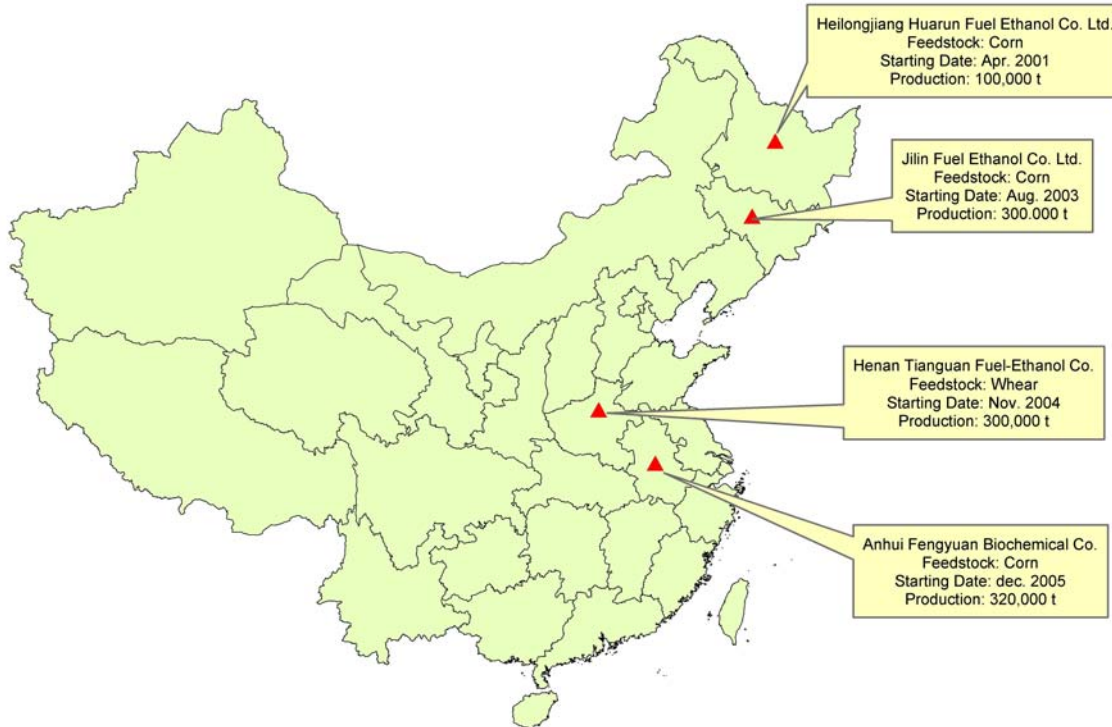 Heilongjiang Huarun Fuel Ethanol Co. Ltd.
Feedstock: Corn
Starting Date: Apr. 2001
Production: 100,000 t
Jilin Fuel Ethanol Co. Ltd.
Feedstock: Corn
Starting Date: Aug. 2003
Production: 300.000 t
Henan Tianguan Fuel-Ethanol Co.
Feedstock: Whear
Starting Date: Nov. 2004
Production: 300,000 t
Anhui Fengyuan Biochemical Co.
Feedstock: Corn
Starting Date: dec. 2005
Production: 320,000 t